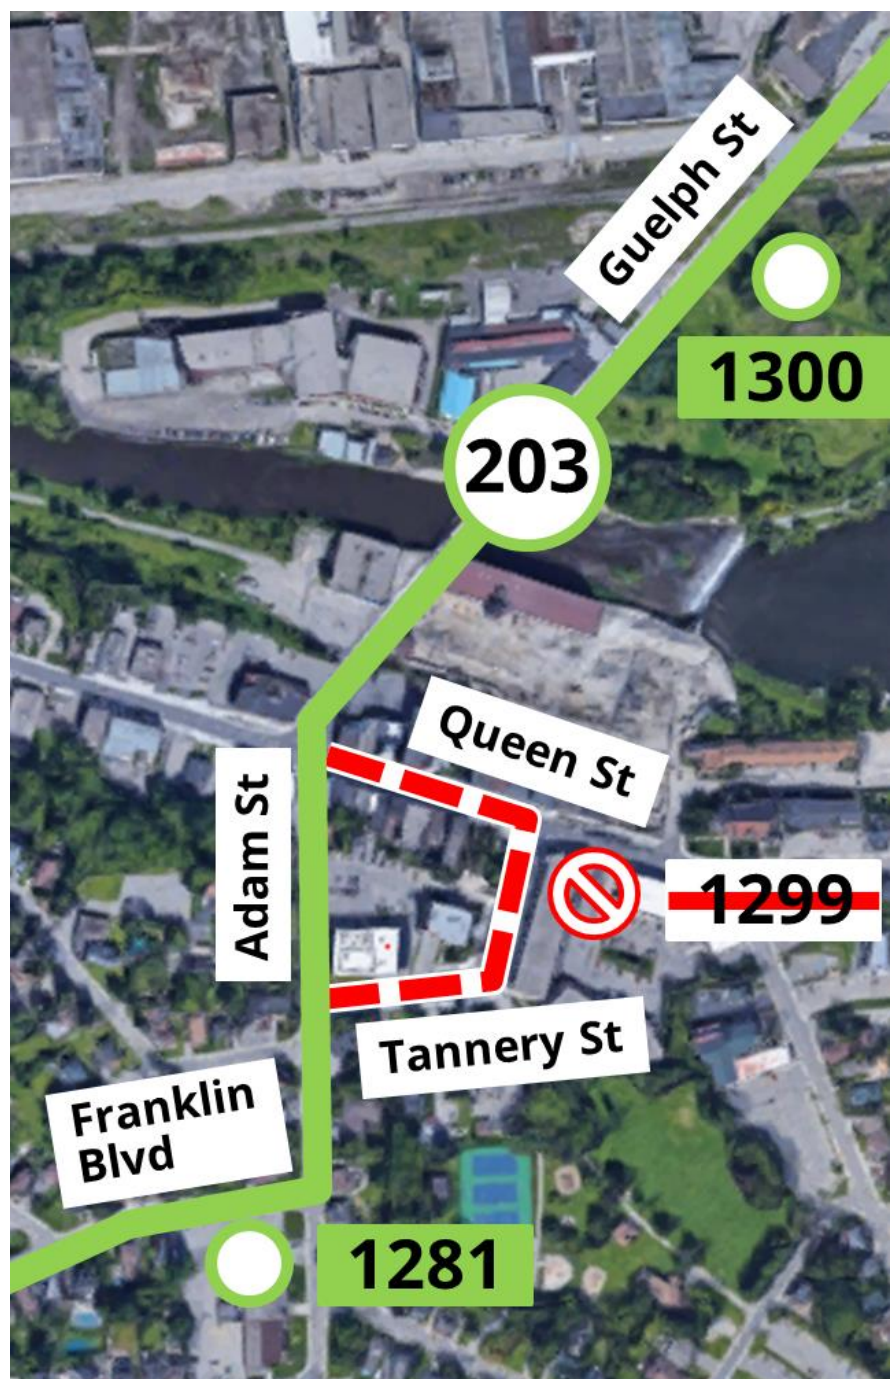 Guelph St
1300
203
Queen St
Adam St
1299
Tannery St
Franklin
Blvd
1281